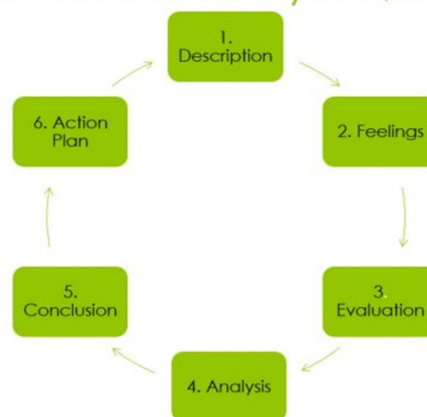 1.
Description
2. Feelings
3.
Evaluation
4. Analysis
5.
Conclusion
6. Action
Plan